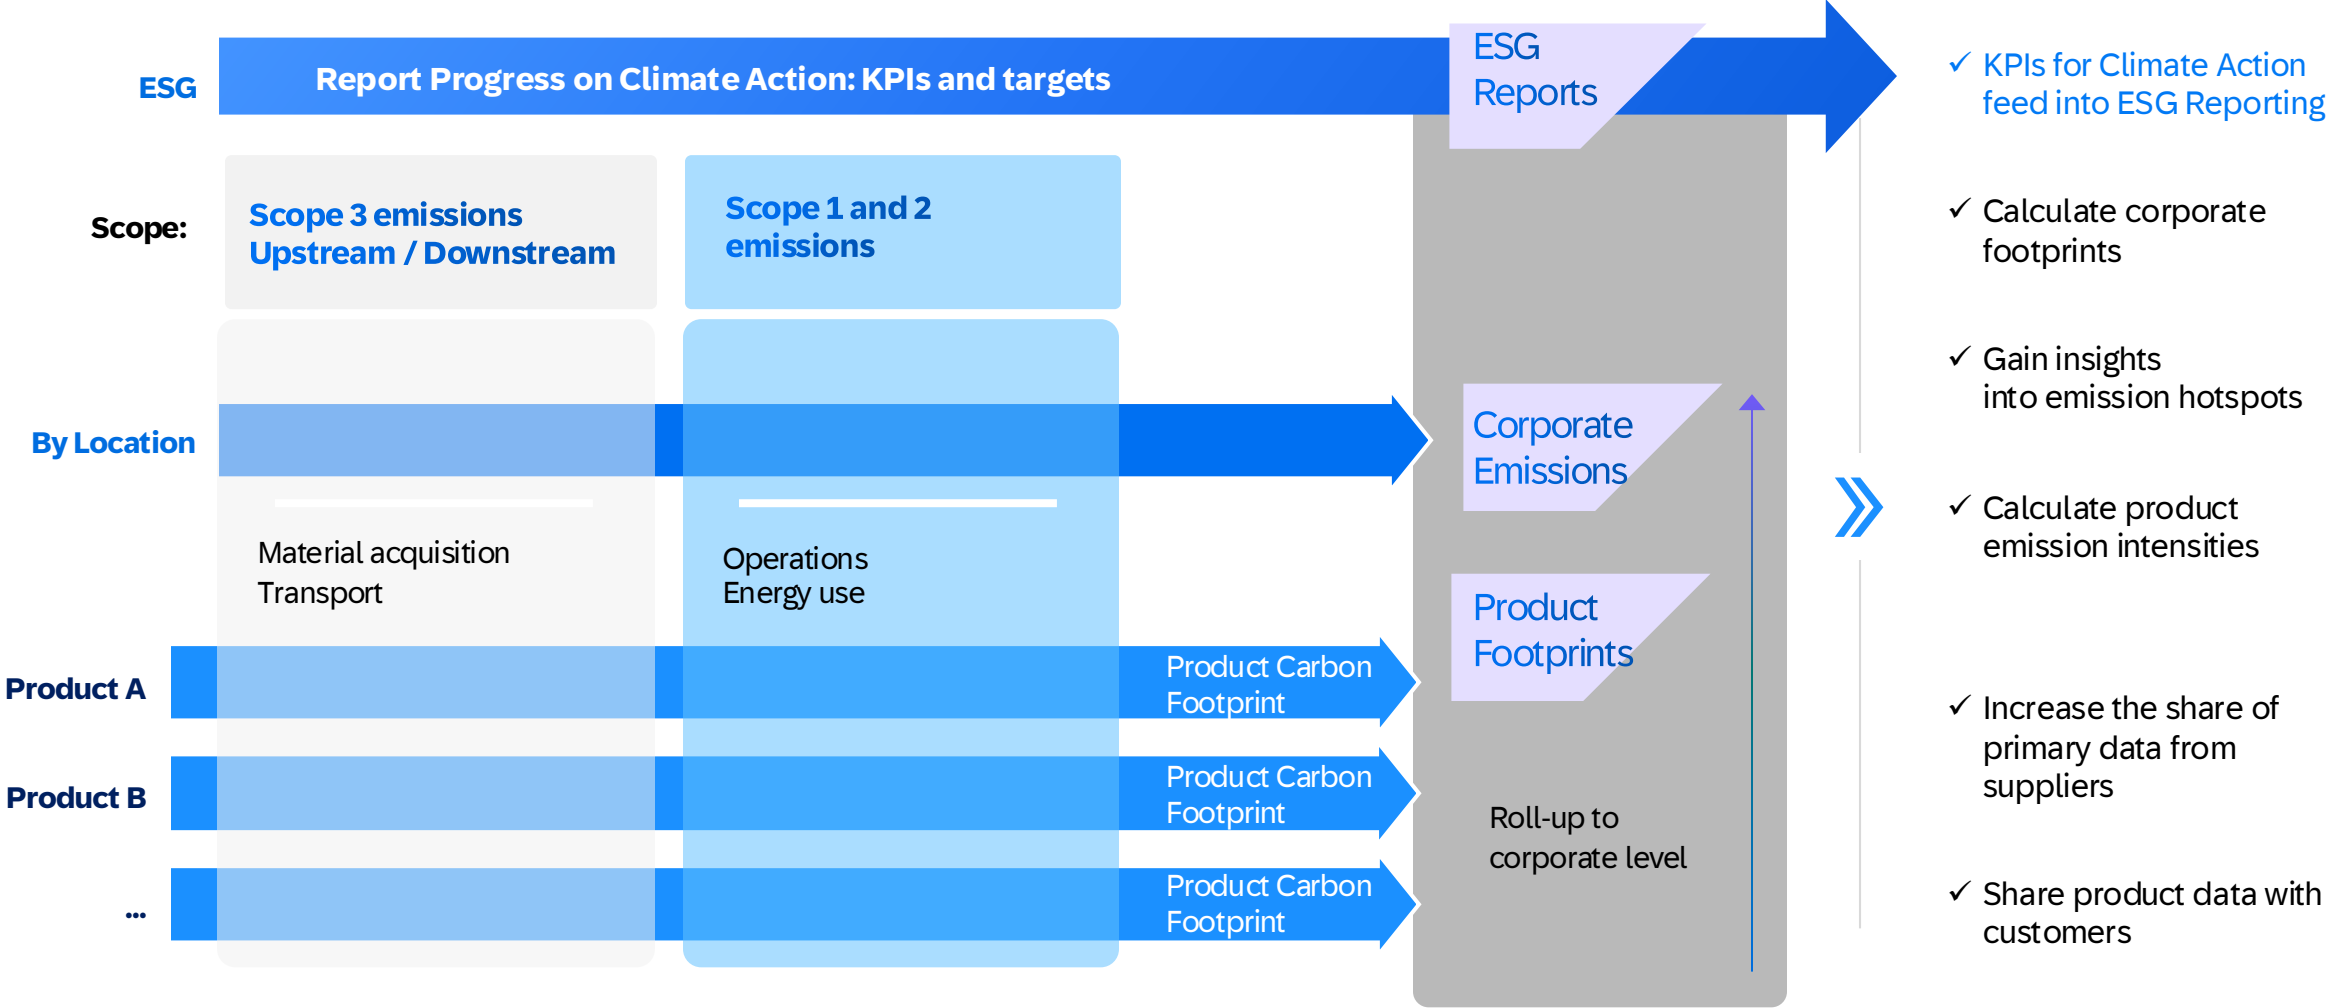 ESG
Report Progress on Climate Action: KPIs and targets
ESG
Reports
✓ KPIs for Climate Action
feed into ESG Reporting
Scope:
Scope 3 emissions
Upstream / Downstream
Scope 1 and 2
emissions
✓ Calculate corporate
footprints
✓ Gain insights
into emission hotspots
By Location
Corporate
Emissions
Material acquisition
Transport
Operations
Energy use
✓ Calculate product
emission intensities
Product
Footprints
Product A
Product Carbon
Footprint
✓ Increase the share of
primary data from
suppliers
Product B
Product Carbon
Footprint
Roll-up to
corporate level
...
Product Carbon
Footprint
✓ Share product data with
customers